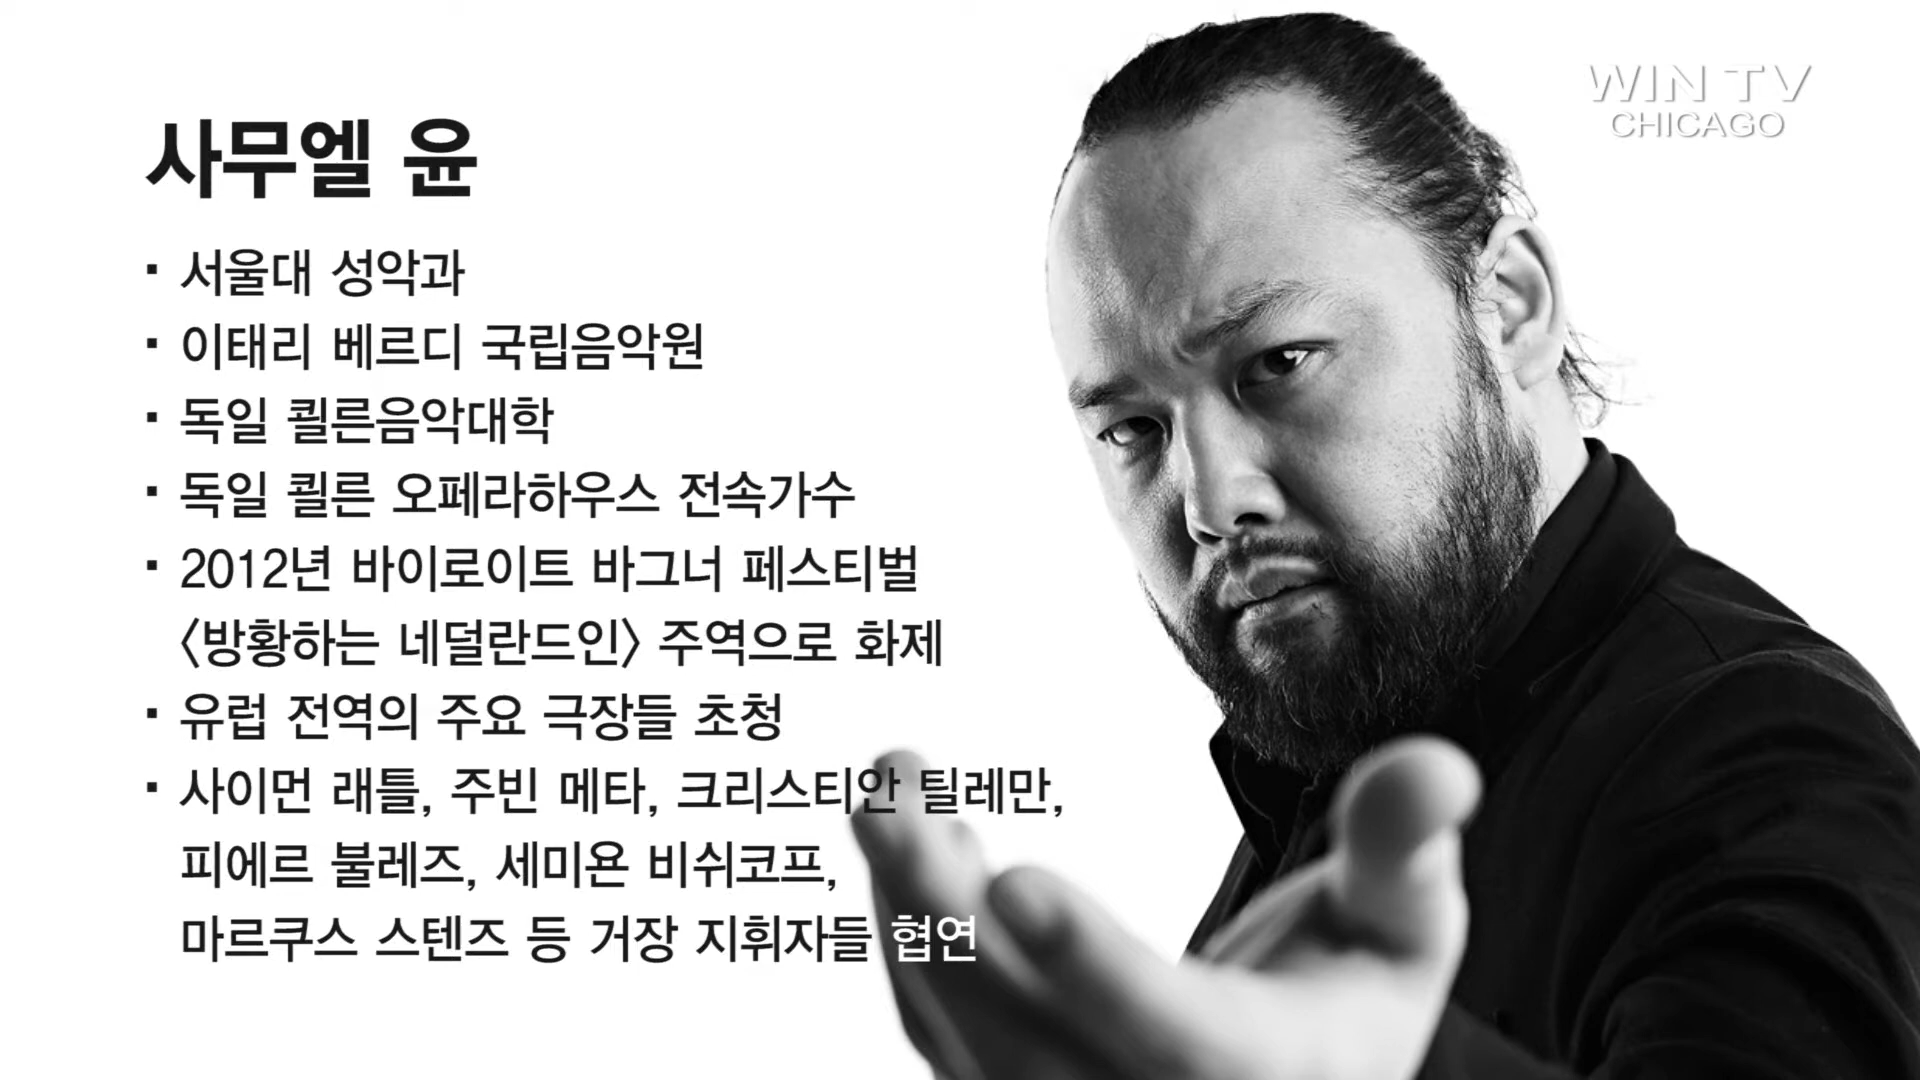 WIN TV
CHICAGO
사무엘 윤
▪ 서울대 성악과
▪ 이태리 베르디 국립음악원
▪ 독일 쾰른음악대학
▪ 독일 쾰른 오페라하우스 전속가수
▪ 2012년 바이로이트 바그너 페스티벌
〈방황하는 네덜란드인〉 주역으로 화제
▪ 유럽 전역의 주요 극장들 초청
▪ 사이먼 래틀, 주빈 메타, 크리스티안 틸레만,
피에르 불레즈, 세미욘 비쉬코프,
마르쿠스 스텐즈 등 거장 지휘자들 협연